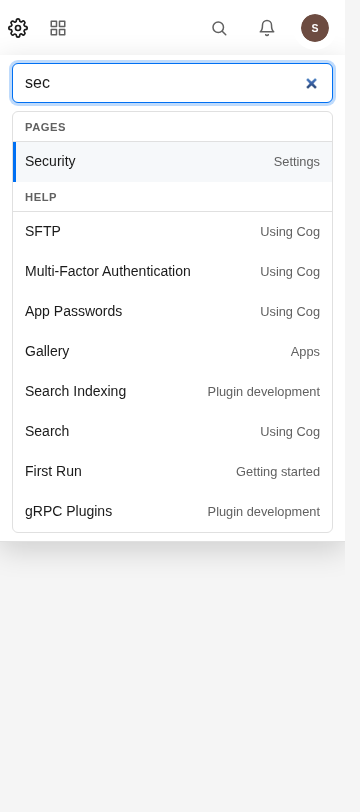 S
sec
PAGES
Security Settings
HELP
SFTP Using Cog
Multi-Factor Authentication Using Cog
App Passwords Using Cog
Gallery Apps
Search Indexing Plugin development
Search Using Cog
First Run Getting started
gRPC Plugins Plugin development